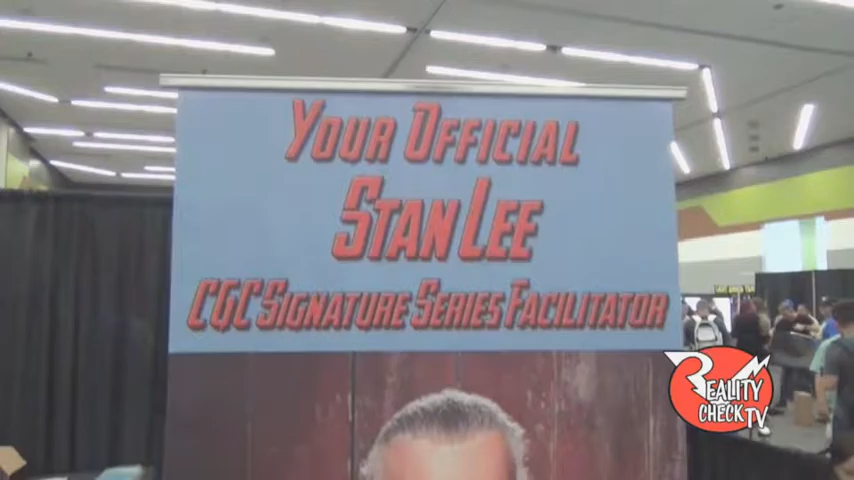 Your Official
Stan Lee
CGC Signature Series Facilitator
Reality
Check TV